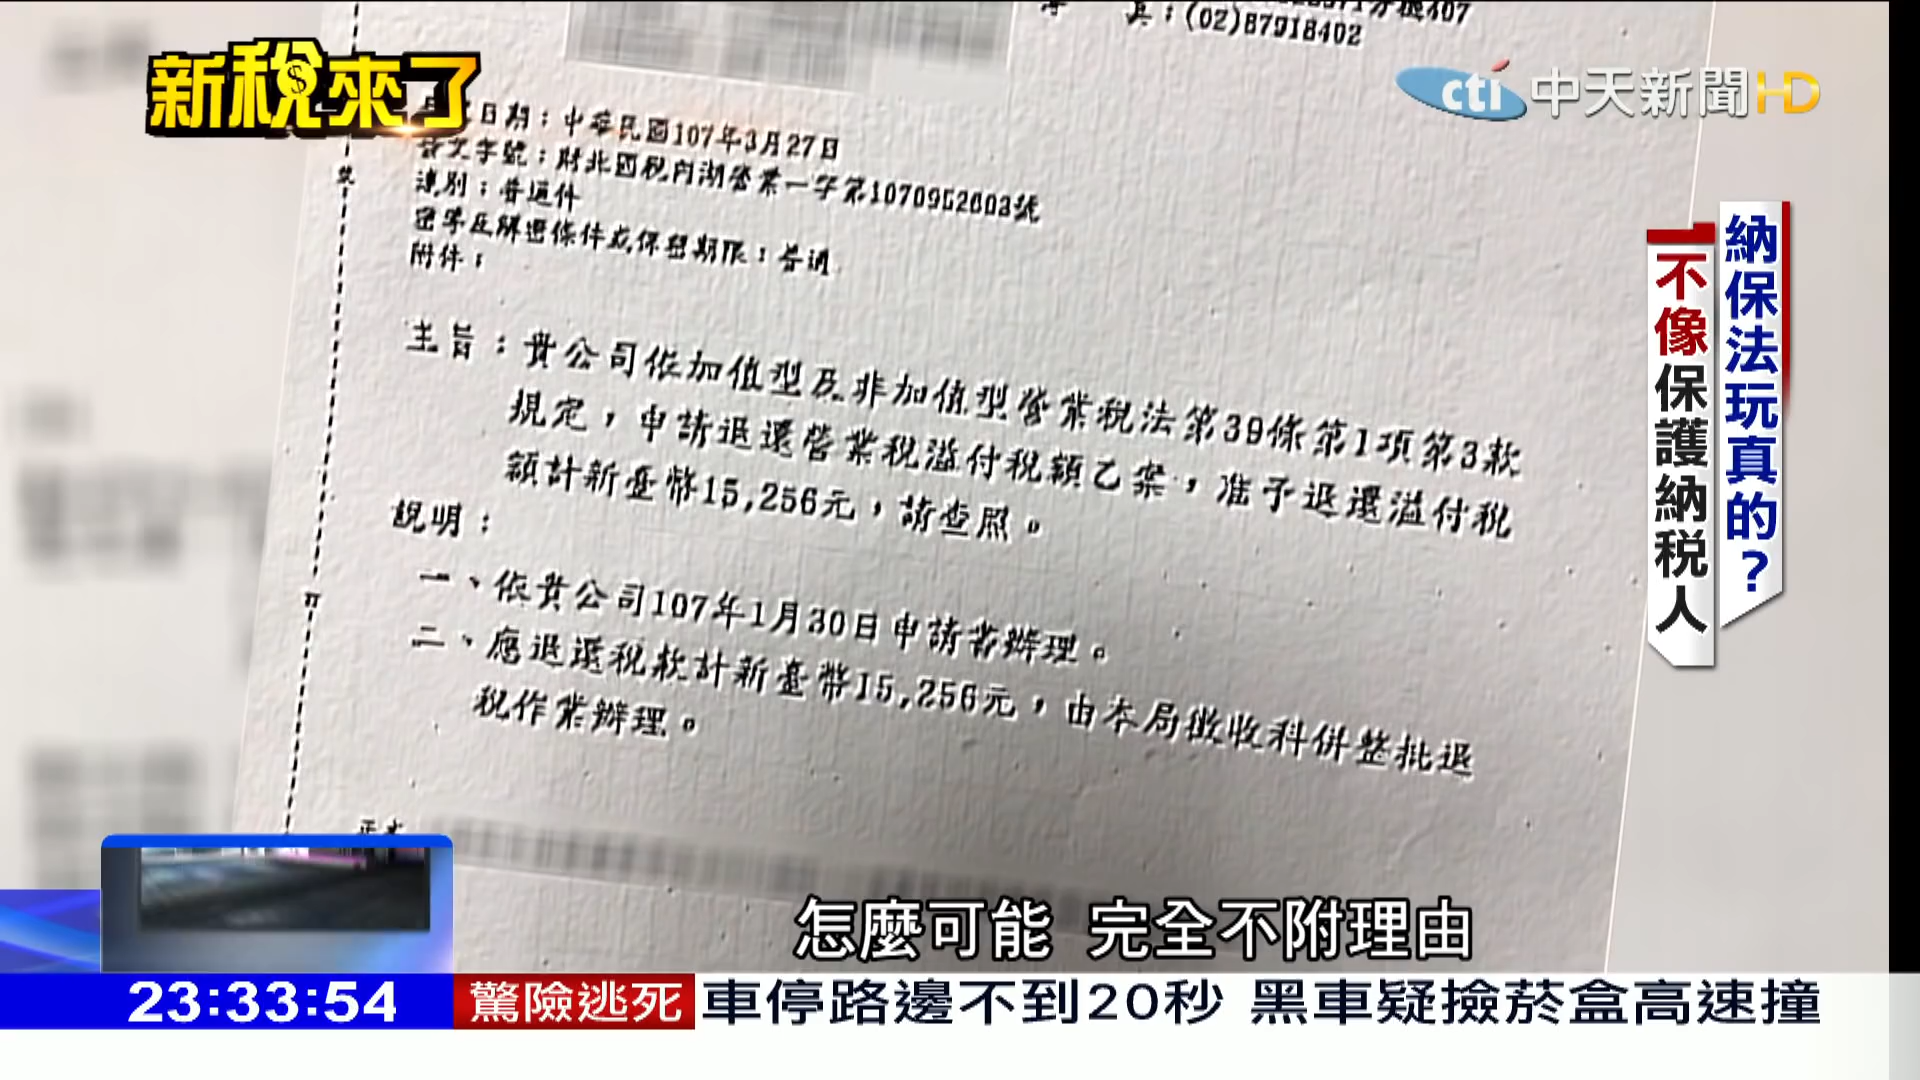 新稅來了
cti 中天新聞HD
真：(02)87918402
日期：中華民國107年3月27日
發文字號：財北國稅內湖營業一字第1070952603號
速別：普通件
密等及解密條件或保密期限：普通
附件：
主旨：貴公司依加值型及非加值型營業稅法第39條第1項第3款
規定，申請退還營業稅溢付稅額乙案，准予退還溢付稅
額計新臺幣15,256元，請查照。
說明：
一、依貴公司107年1月30日申請書辦理。
二、應退還稅款計新臺幣15,256元，由本局徵收科併整批退
稅作業辦理。
正本
訂
納保法玩真的？
不像保護納税人
怎麼可能 完全不附理由
23:33:54
驚險逃死
車停路邊不到20秒 黑車疑撿菸盒高速撞